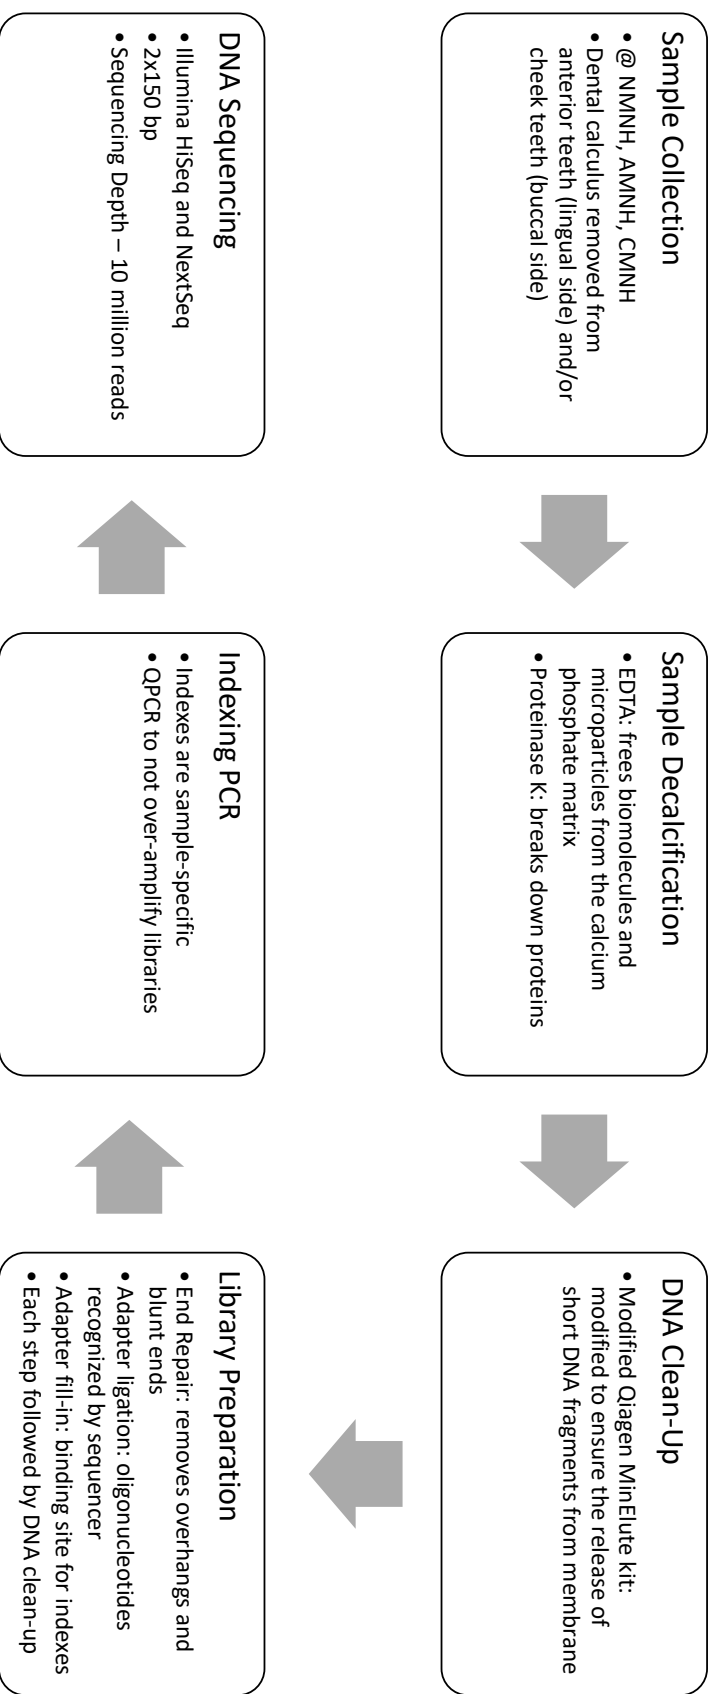 Sample Collection
• @ NMNH, AMNH, CMNH
• Dental calculus removed from
anterior teeth (lingual side) and/or
cheek teeth (buccal side)
Sample Decalcification
• EDTA: frees biomolecules and
microparticles from the calcium
phosphate matrix
• Proteinase K: breaks down proteins
DNA Clean-Up
• Modified Qiagen MinElute kit:
modified to ensure the release of
short DNA fragments from membrane
Library Preparation
• End Repair: removes overhangs and
blunt ends
• Adapter ligation: oligonucleotides
recognized by sequencer
• Adapter fill-in: binding site for indexes
• Each step followed by DNA clean-up
Indexing PCR
• Indexes are sample-specific
• QPCR to not over-amplify libraries
DNA Sequencing
• Illumina HiSeq and NextSeq
• 2x150 bp
• Sequencing Depth – 10 million reads